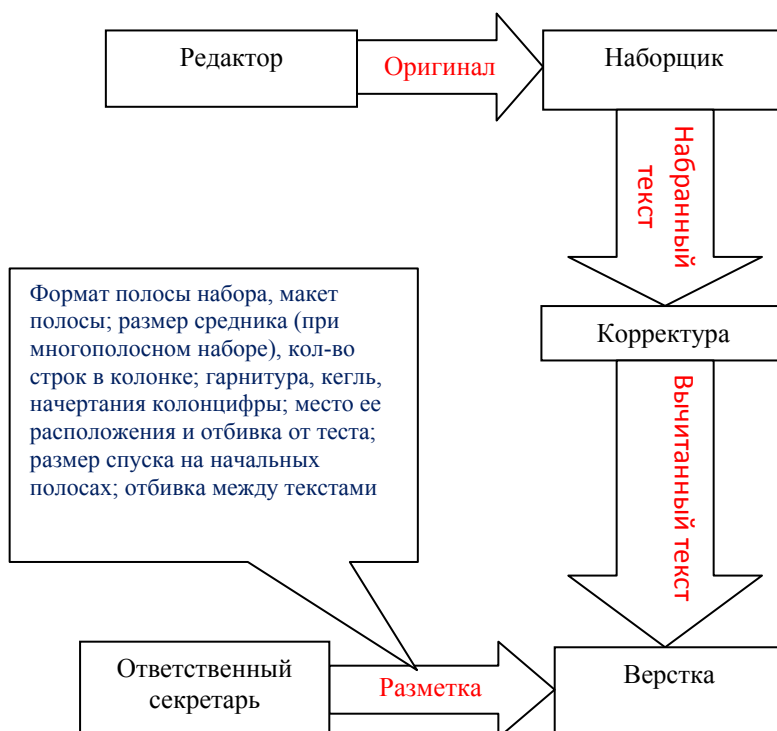 Редактор
Оригинал
Наборщик
Набранный
текст
Формат полосы набора, макет
полосы; размер средника (при
многополосном наборе), кол-во
строк в колонке; гарнитура, кегль,
начертания колонцифры; место ее
расположения и отбивка от теста;
размер спуска на начальных
полосах; отбивка между текстами
Корректура
Вычитанный текст
Ответственный
секретарь
Разметка
Верстка